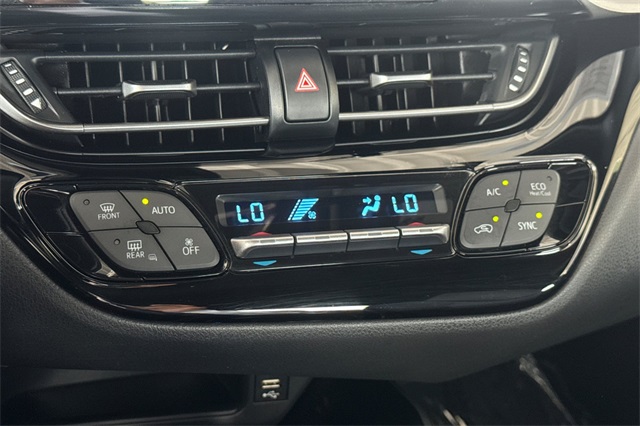 FRONT
AUTO
REAR
OFF
LO
LO
A/C
ECO
Heat/Cool
SYNC